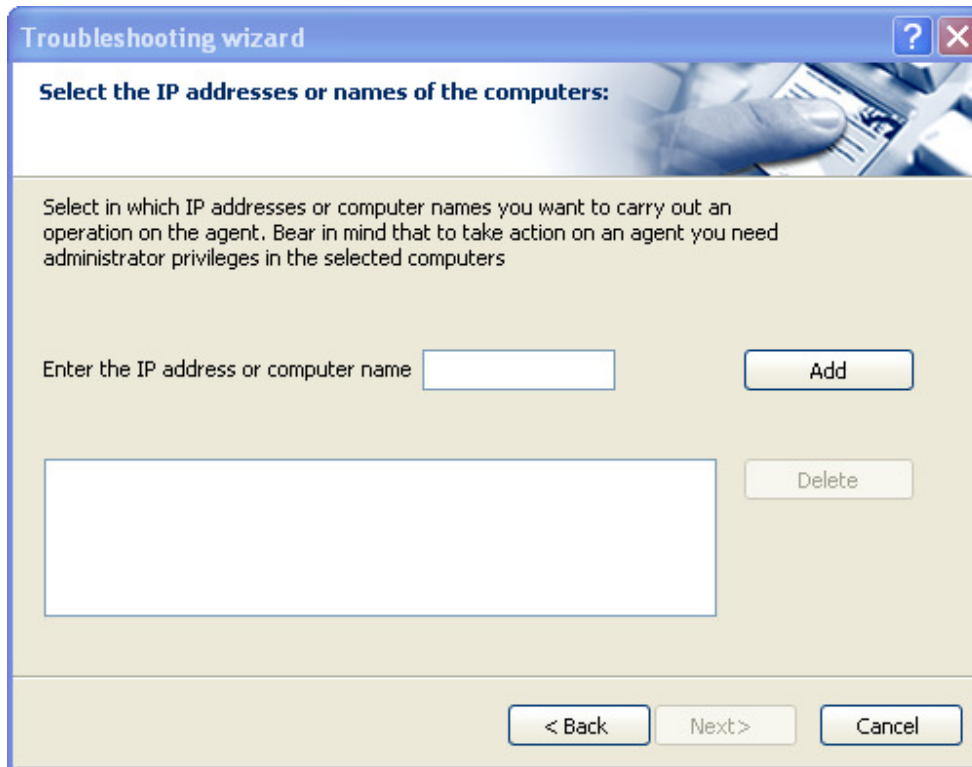 Troubleshooting wizard
Select the IP addresses or names of the computers:
Select in which IP addresses or computer names you want to carry out an
operation on the agent. Bear in mind that to take action on an agent you need
administrator privileges in the selected computers
Enter the IP address or computer name
Add
Delete
< Back
Next>
Cancel